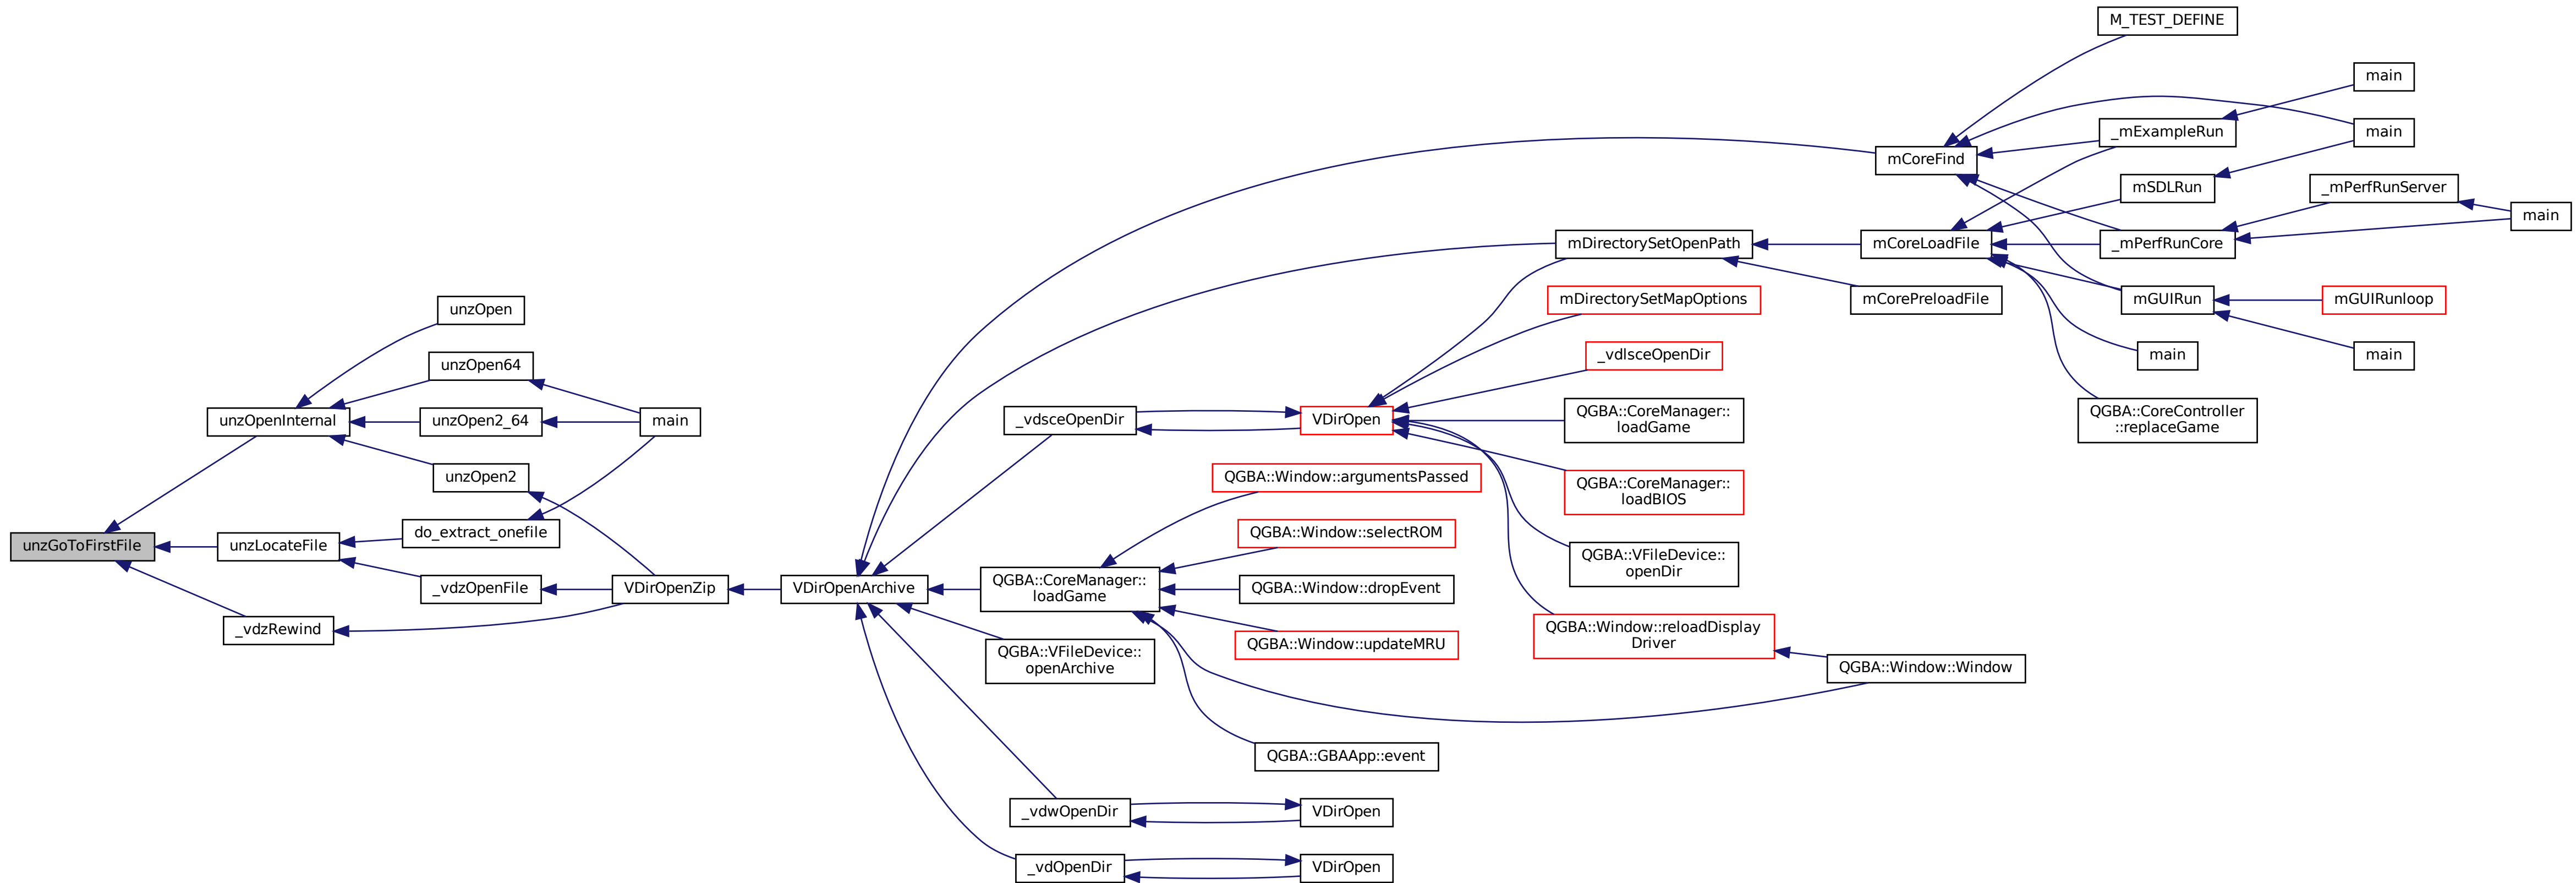 M_TEST_DEFINE
main
main
_mExampleRun
mCoreFind
mSDLRun
_mPerfRunServer
main
mDirectorySetOpenPath
mCoreLoadFile
_mPerfRunCore
mDirectorySetMapOptions
mCorePreloadFile
mGUIRun
mGUIRunloop
unzOpen
_vdlsceOpenDir
main
main
unzOpen64
unzOpenInternal
unzOpen2_64
main
_vdsceOpenDir
VDirOpen
QGBA::CoreManager::
loadGame
QGBA::CoreController
::replaceGame
unzOpen2
QGBA::Window::argumentsPassed
QGBA::CoreManager::
loadBIOS
unzGoToFirstFile
unzLocateFile
do_extract_onefile
QGBA::Window::selectROM
QGBA::VFileDevice::
openDir
_vdzOpenFile
VDirOpenZip
VDirOpenArchive
QGBA::CoreManager::
loadGame
QGBA::Window::dropEvent
_vdzRewind
QGBA::Window::updateMRU
QGBA::Window::reloadDisplay
Driver
QGBA::VFileDevice::
openArchive
QGBA::Window::Window
QGBA::GBAApp::event
_vdwOpenDir
VDirOpen
_vdOpenDir
VDirOpen